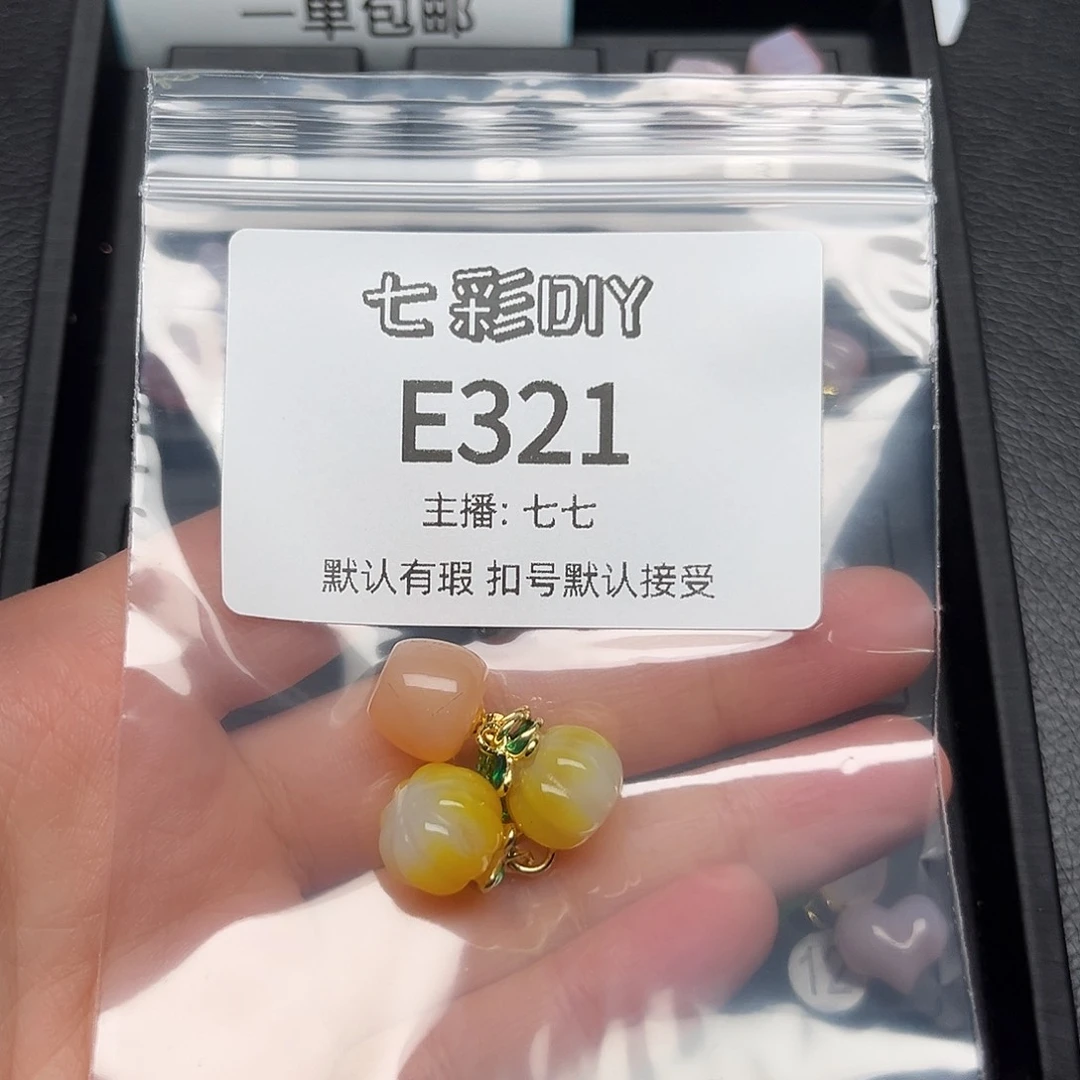 一单包邮
七彩DIY
E321
主播: 七七
默认有瑕 扣号默认接受
12